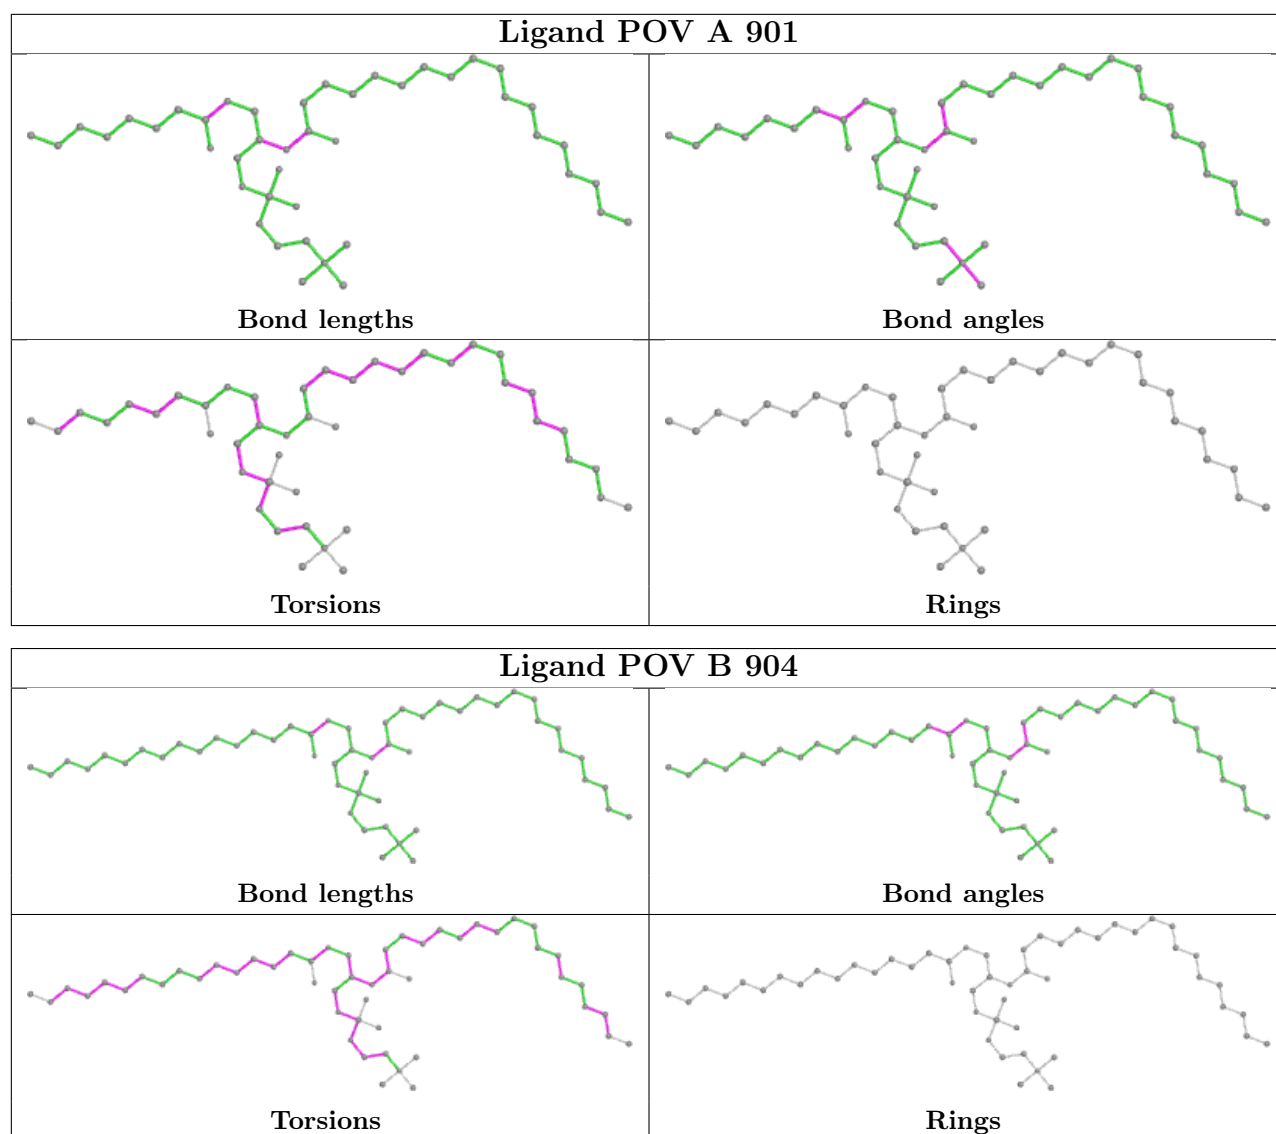 Ligand POV A 901
Bond lengths
Bond angles
Torsions
Rings
Ligand POV B 904
Bond lengths
Bond angles
Torsions
Rings